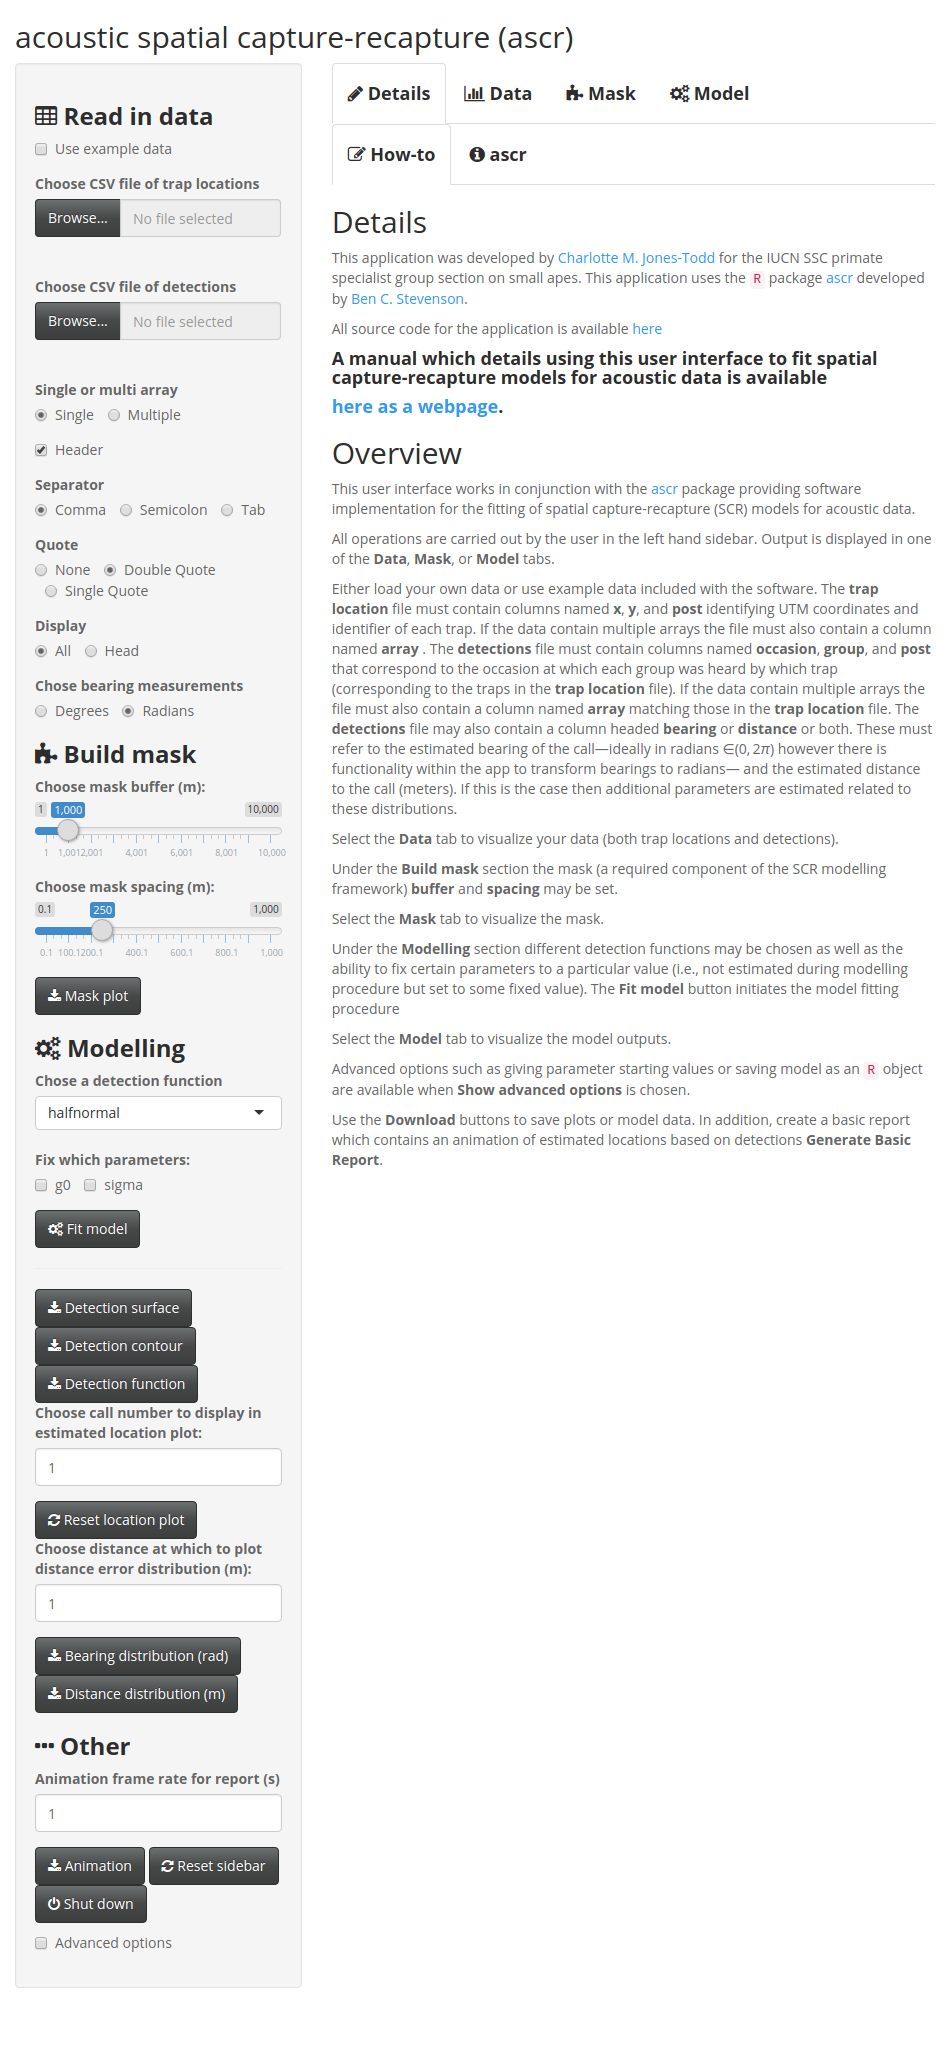 acoustic spatial capture-recapture (ascr)
Read in data
Use example data
Choose CSV file of trap locations
Browse... No file selected
Choose CSV file of detections
Browse... No file selected
Single or multi array
Single Multiple
Header
Separator
Comma Semicolon Tab
Quote
None Double Quote
Single Quote
Display
All Head
Chose bearing measurements
Degrees Radians
Build mask
Choose mask buffer (m):
1 1,000 10,000
1 1,001 2,001 4,001 6,001 8,001 10,000
Choose mask spacing (m):
0.1 250 1,000
0.1 100.1 200.1 400.1 600.1 800.1 1,000
Mask plot
Modelling
Chose a detection function
halfnormal
Fix which parameters:
g0 sigma
Fit model
Detection surface
Detection contour
Detection function
Choose call number to display in
estimated location plot:
1
Reset location plot
Choose distance at which to plot
distance error distribution (m):
1
Bearing distribution (rad)
Distance distribution (m)
Other
Animation frame rate for report (s)
1
Animation Reset sidebar
Shut down
Advanced options
Details Data Mask Model
How-to ascr
Details
This application was developed by Charlotte M. Jones-Todd for the IUCN SSC primate
specialist group section on small apes. This application uses the R package ascr developed
by Ben C. Stevenson.
All source code for the application is available here
A manual which details using this user interface to fit spatial
capture-recapture models for acoustic data is available
here as a webpage.
Overview
This user interface works in conjunction with the ascr package providing software
implementation for the fitting of spatial capture-recapture (SCR) models for acoustic data.
All operations are carried out by the user in the left hand sidebar. Output is displayed in one
of the Data, Mask, or Model tabs.
Either load your own data or use example data included with the software. The trap
location file must contain columns named x, y, and post identifying UTM coordinates and
identifier of each trap. If the data contain multiple arrays the file must also contain a column
named array . The detections file must contain columns named occasion, group, and post
that correspond to the occasion at which each group was heard by which trap
(corresponding to the traps in the trap location file). If the data contain multiple arrays the
file must also contain a column named array matching those in the trap location file. The
detections file may also contain a column headed bearing or distance or both. These must
refer to the estimated bearing of the call—ideally in radians ∈(0, 2π) however there is
functionality within the app to transform bearings to radians— and the estimated distance
to the call (meters). If this is the case then additional parameters are estimated related to
these distributions.
Select the Data tab to visualize your data (both trap locations and detections).
Under the Build mask section the mask (a required component of the SCR modelling
framework) buffer and spacing may be set.
Select the Mask tab to visualize the mask.
Under the Modelling section different detection functions may be chosen as well as the
ability to fix certain parameters to a particular value (i.e., not estimated during modelling
procedure but set to some fixed value). The Fit model button initiates the model fitting
procedure
Select the Model tab to visualize the model outputs.
Advanced options such as giving parameter starting values or saving model as an R object
are available when Show advanced options is chosen.
Use the Download buttons to save plots or model data. In addition, create a basic report
which contains an animation of estimated locations based on detections Generate Basic
Report.